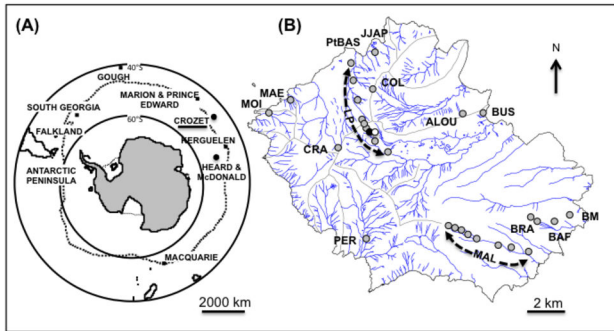 (A)
40°S
GOUGH
MARION & PRINCE
EDWARD
SOUTH GEORGIA
CROZET
60°S
FALKLAND
KERGUELEN
ANTARCTIC
PENINSULA
HEARD &
McDONALD
MACQUARIE
2000 km
(B)
JJAP
PtBAS
N
COL
MAE
MOI
ALOU
BUS
CRA
BM
BRA
BAF
PER
MAL
2 km